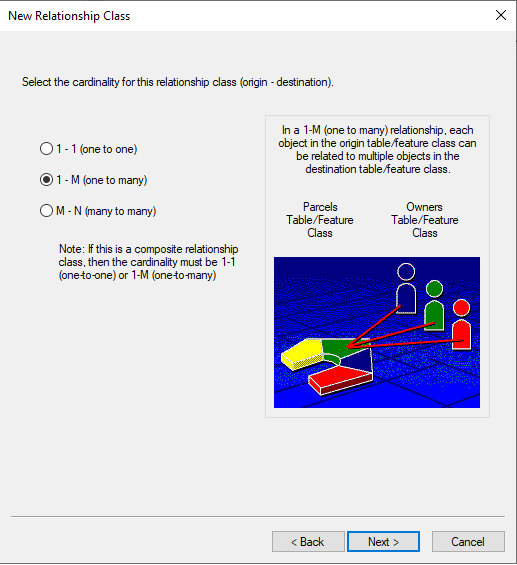 New Relationship Class
Select the cardinality for this relationship class (origin - destination).
1 - 1 (one to one)
1 - M (one to many)
M - N (many to many)
Note: If this is a composite relationship
class, then the cardinality must be 1-1
(one-to-one) or 1-M (one-to-many)
In a 1-M (one to many) relationship, each
object in the origin table/feature class can
be related to multiple objects in the
destination table/feature class.
Parcels
Table/Feature
Class
Owners
Table/Feature
Class
< Back
Next >
Cancel